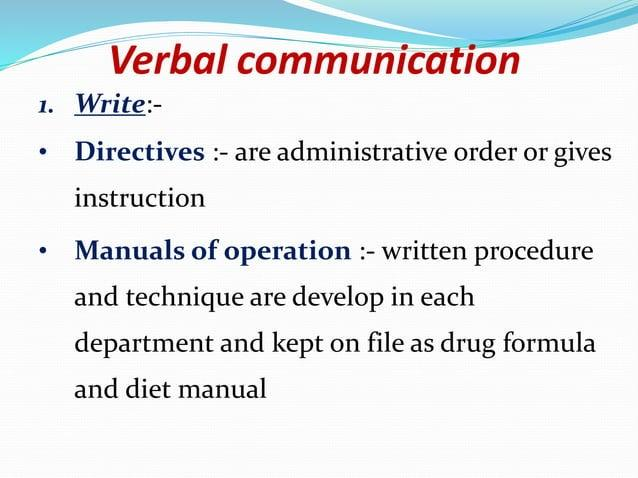 Verbal communication
1. Write:-
• Directives :- are administrative order or gives
instruction
• Manuals of operation :- written procedure
and technique are develop in each
department and kept on file as drug formula
and diet manual